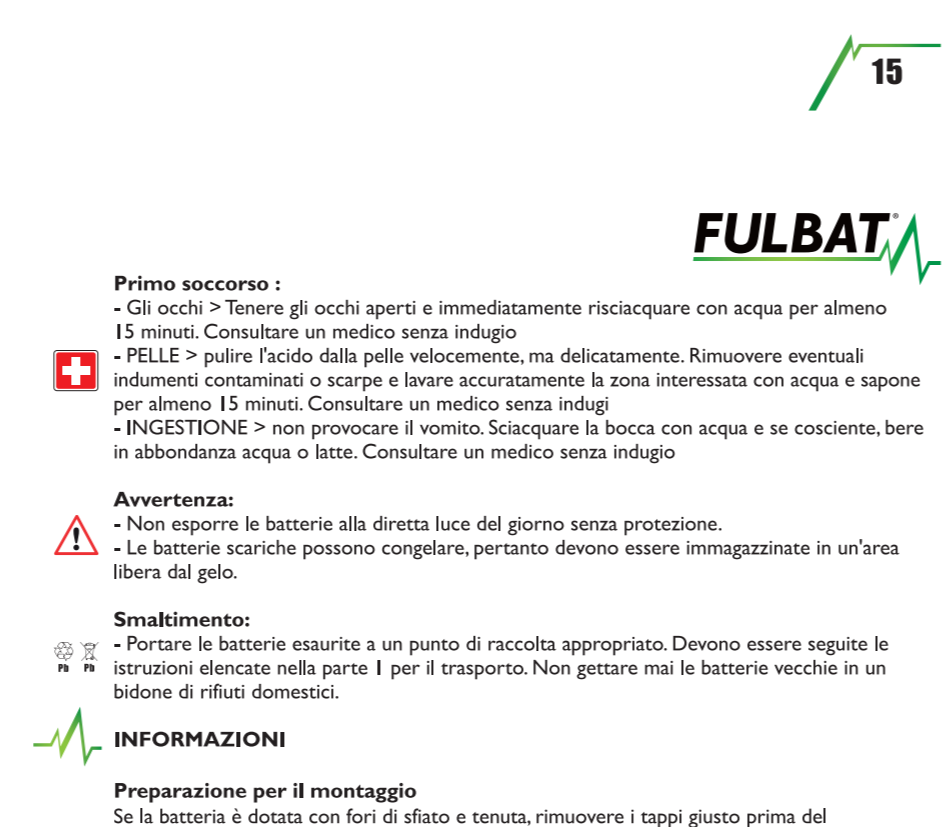 15
FULBAT®
Primo soccorso :
- Gli occhi > Tenere gli occhi aperti e immediatamente risciacquare con acqua per almeno
15 minuti. Consultare un medico senza indugio
- PELLE > pulire l'acido dalla pelle velocemente, ma delicatamente. Rimuovere eventuali
indumenti contaminati o scarpe e lavare accuratamente la zona interessata con acqua e sapone
per almeno 15 minuti. Consultare un medico senza indugi
- INGESTIONE > non provocare il vomito. Sciacquare la bocca con acqua e se cosciente, bere
in abbondanza acqua o latte. Consultare un medico senza indugio
Avvertenza:
- Non esporre le batterie alla diretta luce del giorno senza protezione.
- Le batterie scariche possono congelare, pertanto devono essere immagazzinate in un'area
libera dal gelo.
Smaltimento:
- Portare le batterie esaurite a un punto di raccolta appropriato. Devono essere seguite le
Pb Pb istruzioni elencate nella parte 1 per il trasporto. Non gettare mai le batterie vecchie in un
bidone di rifiuti domestici.
INFORMAZIONI
Preparazione per il montaggio
Se la batteria è dotata con fori di sfiato e tenuta, rimuovere i tappi giusto prima del